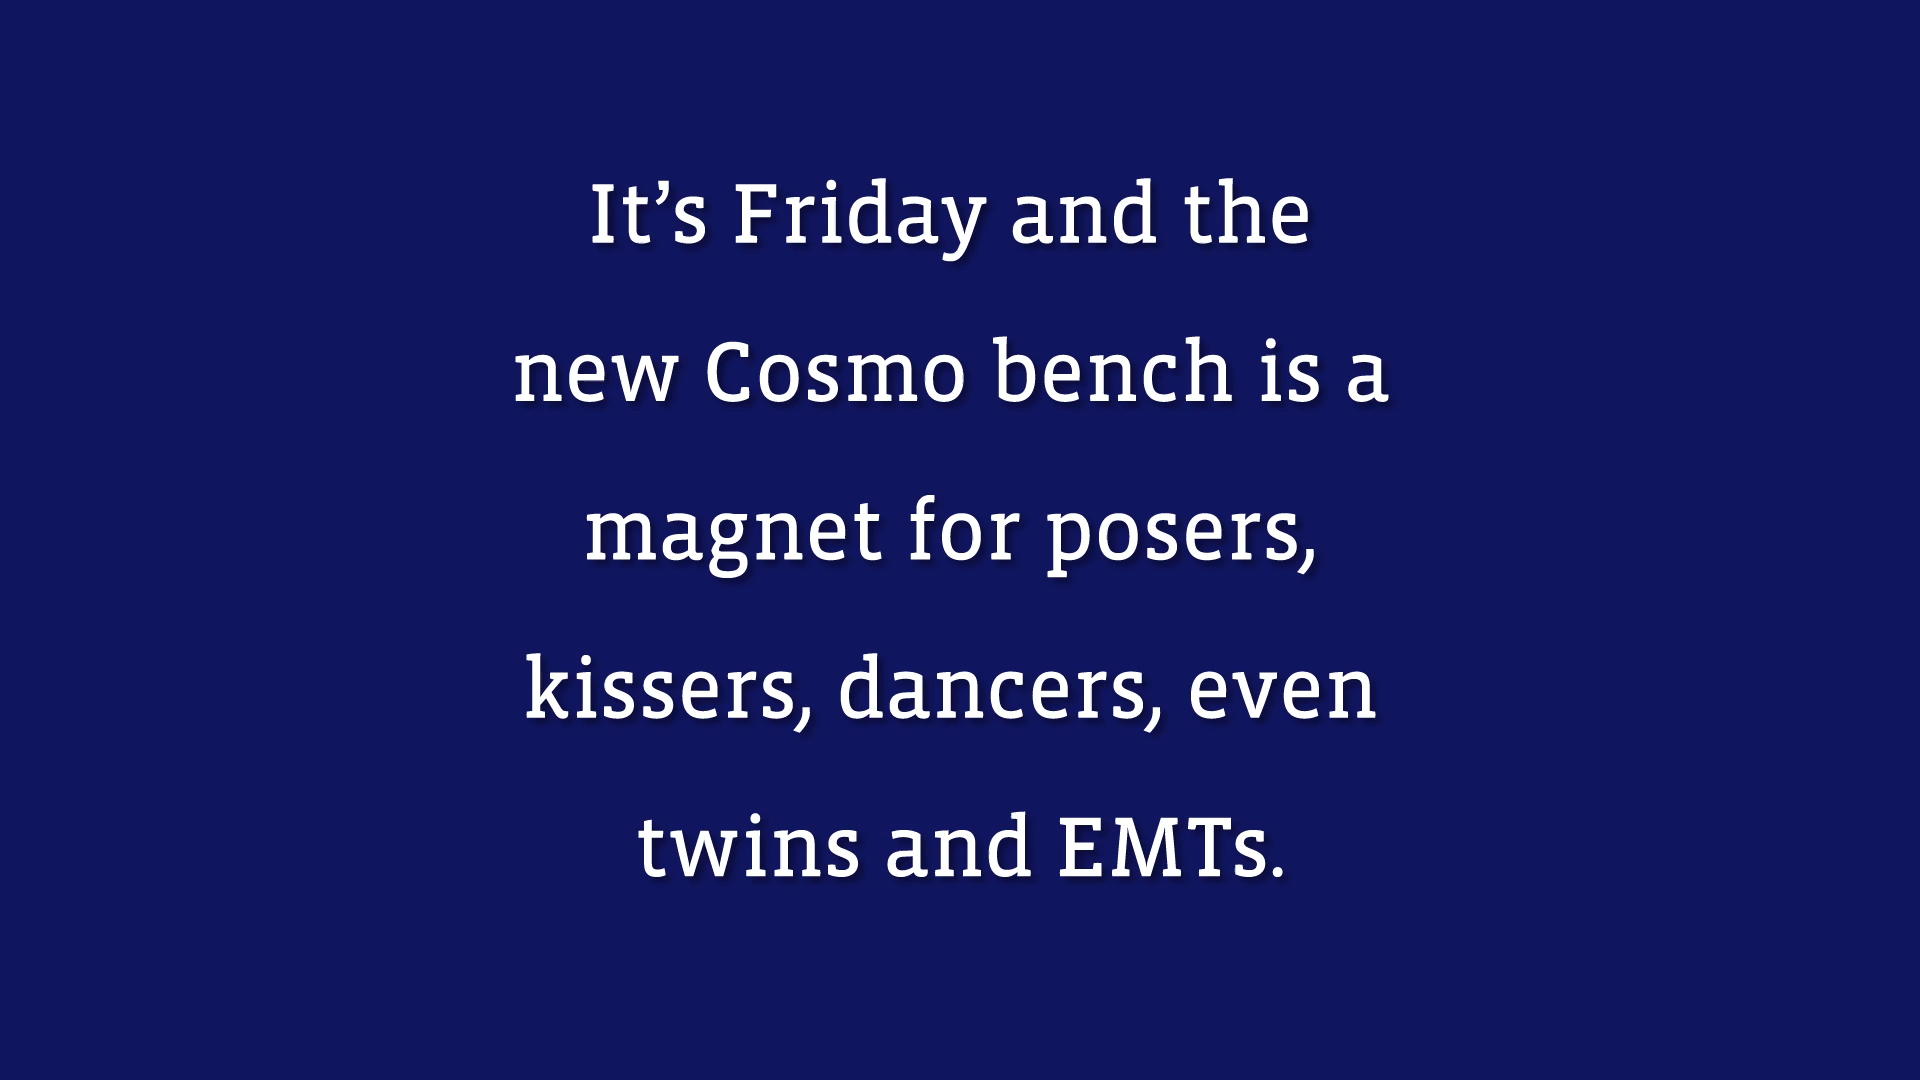 It’s Friday and the
new Cosmo bench is a
magnet for posers,
kissers, dancers, even
twins and EMTs.